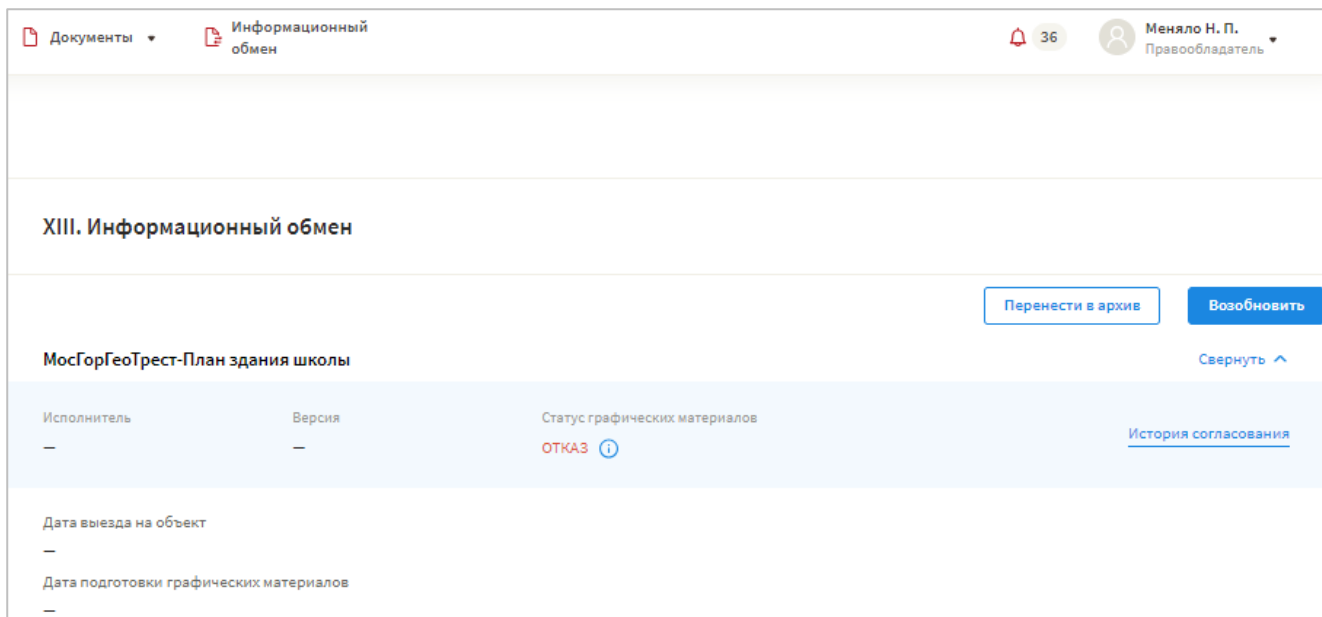 Документы
Информационный
обмен
36
Меняло Н. П.
Правообладатель
XIII. Информационный обмен
Перенести в архив
Возобновить
МосГорГеоТрест-План здания школы
Свернуть
Исполнитель
Версия
Статус графических материалов
—
—
ОТКАЗ
История согласования
Дата выезда на объект
—
Дата подготовки графических материалов
—